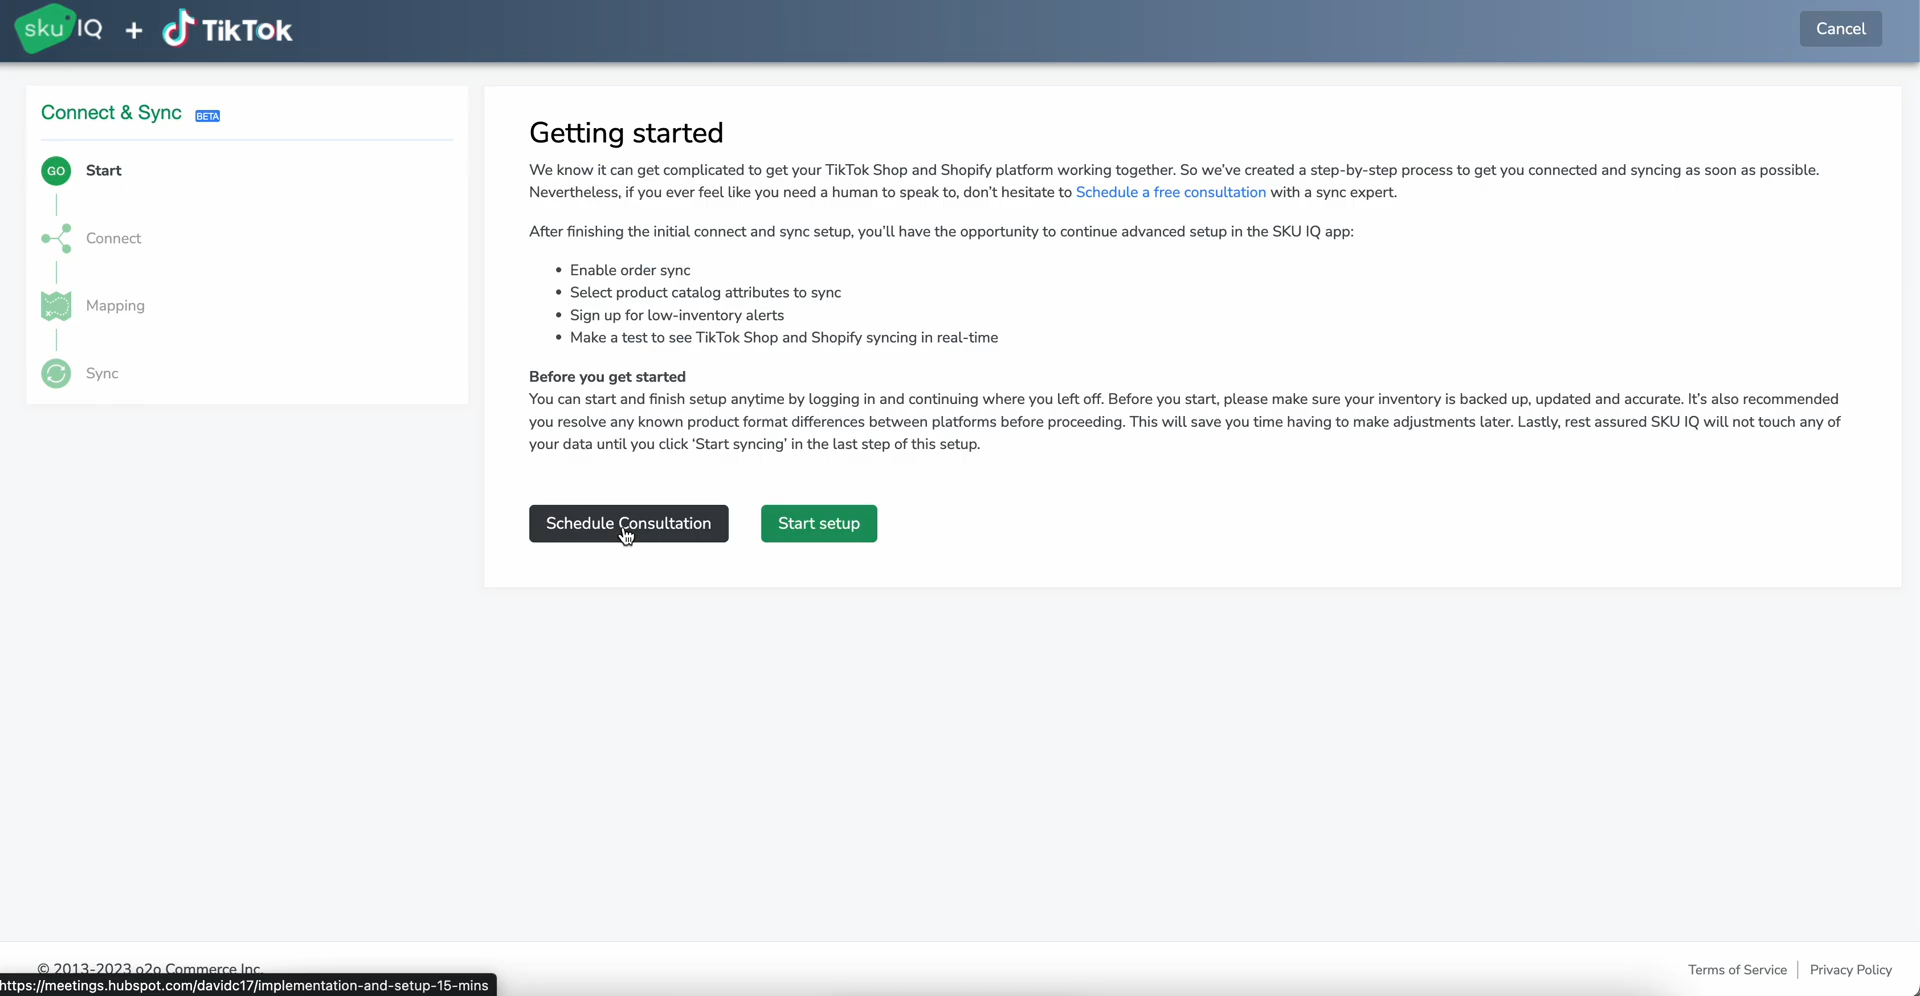 sku IQ + TikTok
Cancel
Connect & Sync BETA
GO Start
Connect
Mapping
Sync
Getting started
We know it can get complicated to get your TikTok Shop and Shopify platform working together. So we've created a step-by-step process to get you connected and syncing as soon as possible.
Nevertheless, if you ever feel like you need a human to speak to, don't hesitate to Schedule a free consultation with a sync expert.
After finishing the initial connect and sync setup, you'll have the opportunity to continue advanced setup in the SKU IQ app:
• Enable order sync
• Select product catalog attributes to sync
• Sign up for low-inventory alerts
• Make a test to see TikTok Shop and Shopify syncing in real-time
Before you get started
You can start and finish setup anytime by logging in and continuing where you left off. Before you start, please make sure your inventory is backed up, updated and accurate. It's also recommended
you resolve any known product format differences between platforms before proceeding. This will save you time having to make adjustments later. Lastly, rest assured SKU IQ will not touch any of
your data until you click ‘Start syncing’ in the last step of this setup.
Schedule Consultation
Start setup
© 2013-2023 o2o Commerce Inc.
Terms of Service
Privacy Policy
https://meetings.hubspot.com/davidc17/implementation-and-setup-15-mins